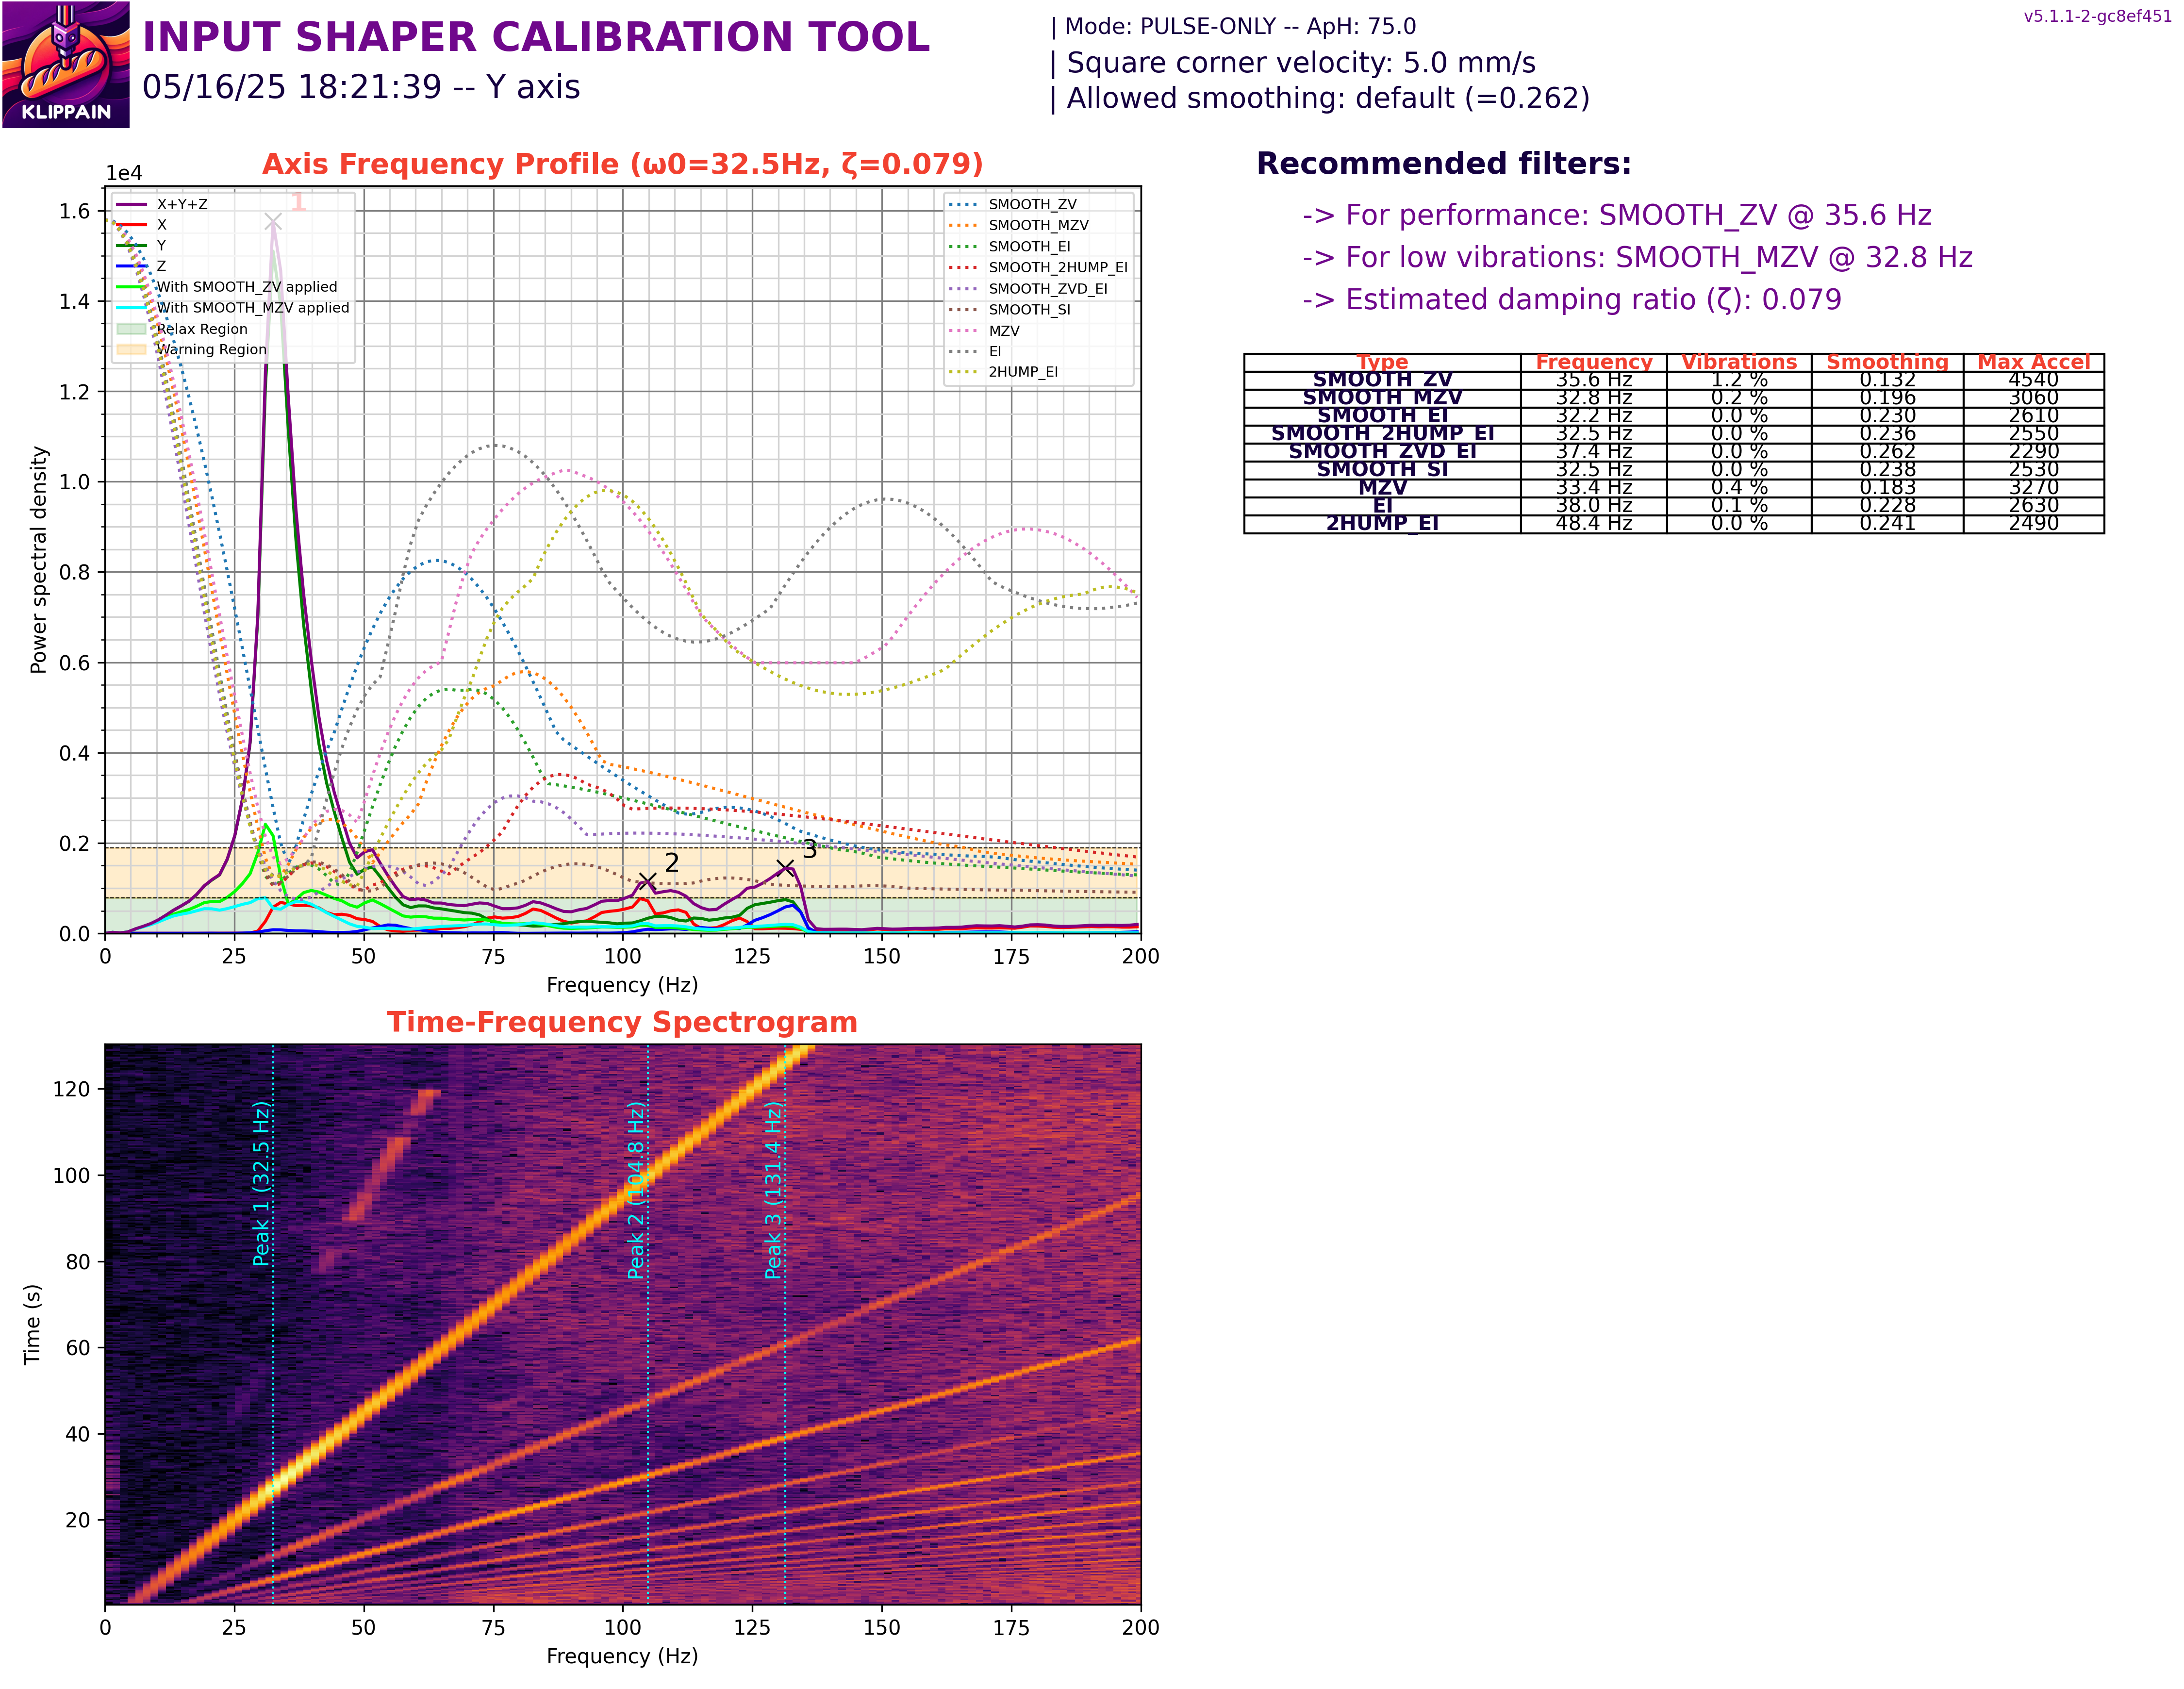 INPUT SHAPER CALIBRATION TOOL
05/16/25 18:21:39 -- Y axis
KLIPPAIN
| Mode: PULSE-ONLY -- ApH: 75.0
| Square corner velocity: 5.0 mm/s
| Allowed smoothing: default (=0.262)
v5.1.1-2-gc8ef451
Axis Frequency Profile (ω0=32.5Hz, ζ=0.079)
1e4
1.6
1.4
1.2
1.0
0.8
0.6
0.4
0.2
0.0
Power spectral density
X+Y+Z
X
Y
Z
With SMOOTH_ZV applied
With SMOOTH_MZV applied
Relax Region
Warning Region
1
2
3
SMOOTH_ZV
SMOOTH_MZV
SMOOTH_EI
SMOOTH_2HUMP_EI
SMOOTH_ZVD_EI
SMOOTH_SI
MZV
EI
2HUMP_EI
0 25 50 75 100 125 150 175 200
Frequency (Hz)
Recommended filters:
-> For performance: SMOOTH_ZV @ 35.6 Hz
-> For low vibrations: SMOOTH_MZV @ 32.8 Hz
-> Estimated damping ratio (ζ): 0.079
Type Frequency Vibrations Smoothing Max Accel
SMOOTH_ZV 35.6 Hz 1.2 % 0.132 4540
SMOOTH_MZV 32.8 Hz 0.2 % 0.196 3060
SMOOTH_EI 32.2 Hz 0.0 % 0.230 2610
SMOOTH_2HUMP_EI 32.5 Hz 0.0 % 0.236 2550
SMOOTH_ZVD_EI 37.4 Hz 0.0 % 0.262 2290
SMOOTH_SI 32.5 Hz 0.0 % 0.238 2530
MZV 33.4 Hz 0.4 % 0.183 3270
EI 38.0 Hz 0.1 % 0.228 2630
2HUMP_EI 48.4 Hz 0.0 % 0.241 2490
Time-Frequency Spectrogram
120
100
80
60
40
20
Time (s)
Peak 1 (32.5 Hz)
Peak 2 (104.8 Hz)
Peak 3 (131.4 Hz)
0 25 50 75 100 125 150 175 200
Frequency (Hz)